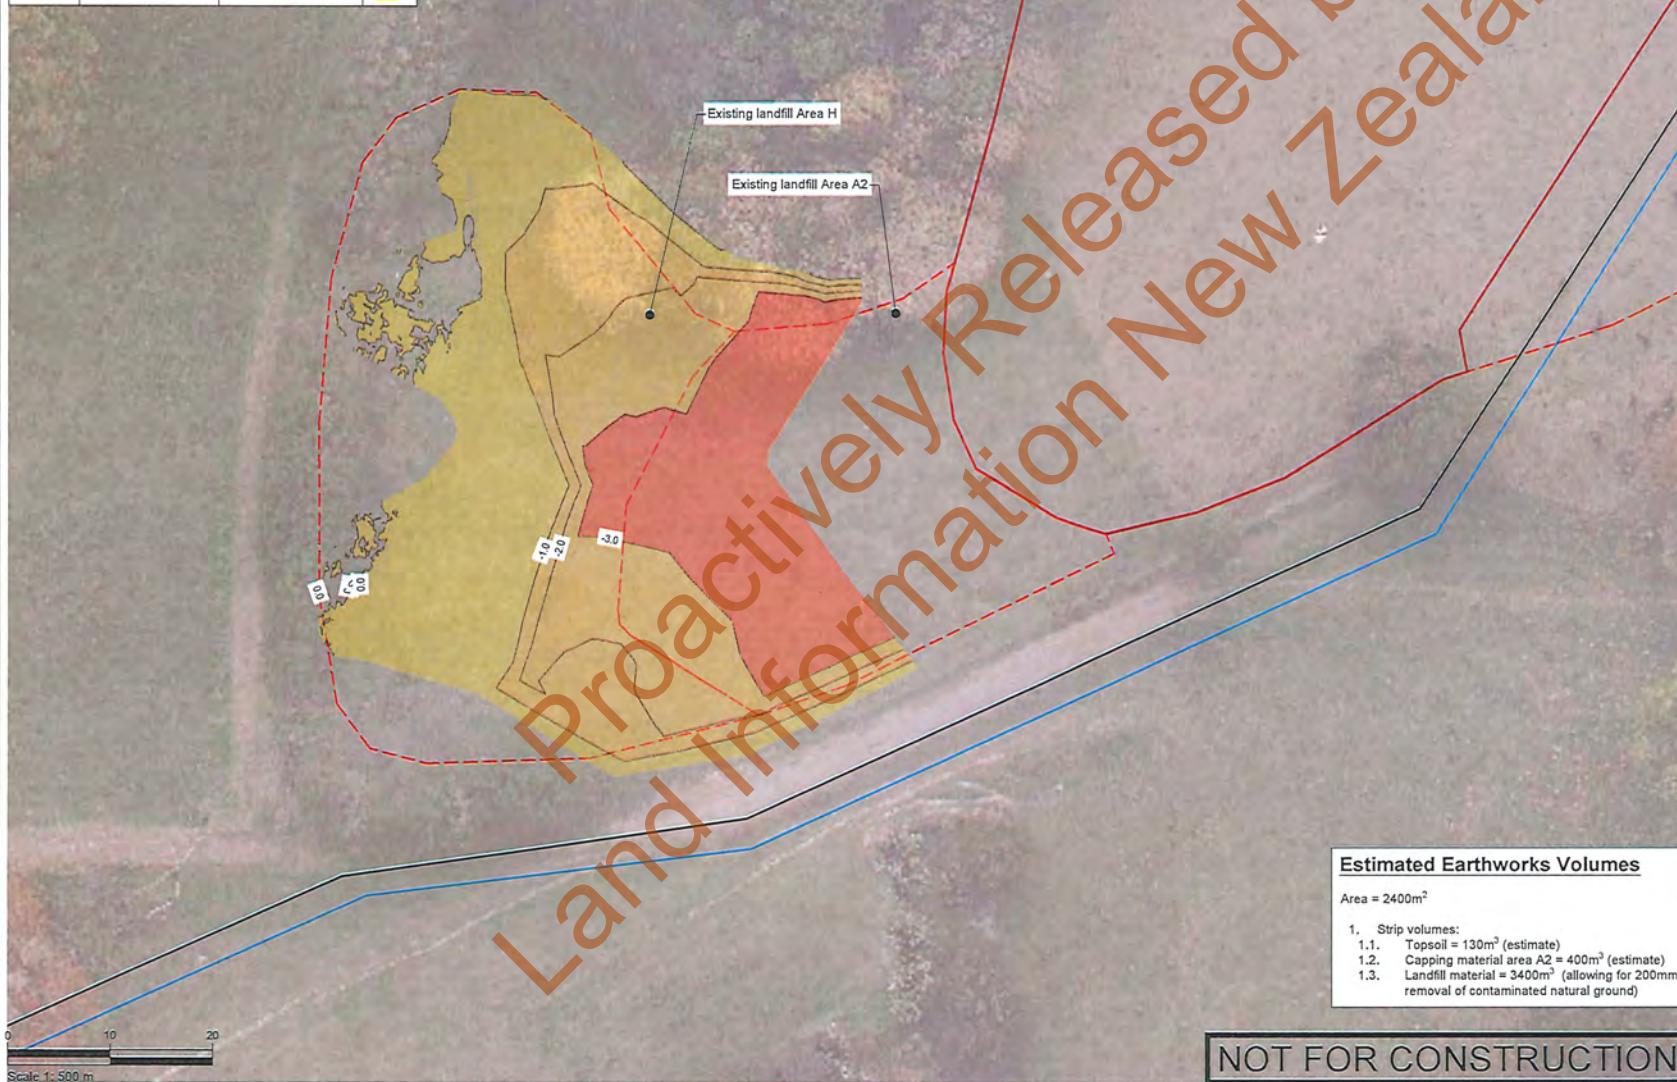 Existing landfill Area H
Existing landfill Area A2
Proactively Released b
Land Information New Zeala
-1.0
-2.0
-3.0
0.0
0.0
Estimated Earthworks Volumes
Area = 2400m²
1. Strip volumes:
1.1. Topsoil = 130m³ (estimate)
1.2. Capping material area A2 = 400m³ (estimate)
1.3. Landfill material = 3400m³ (allowing for 200mm
removal of contaminated natural ground)
0 10 20
Scale 1: 500 m
NOT FOR CONSTRUCTION